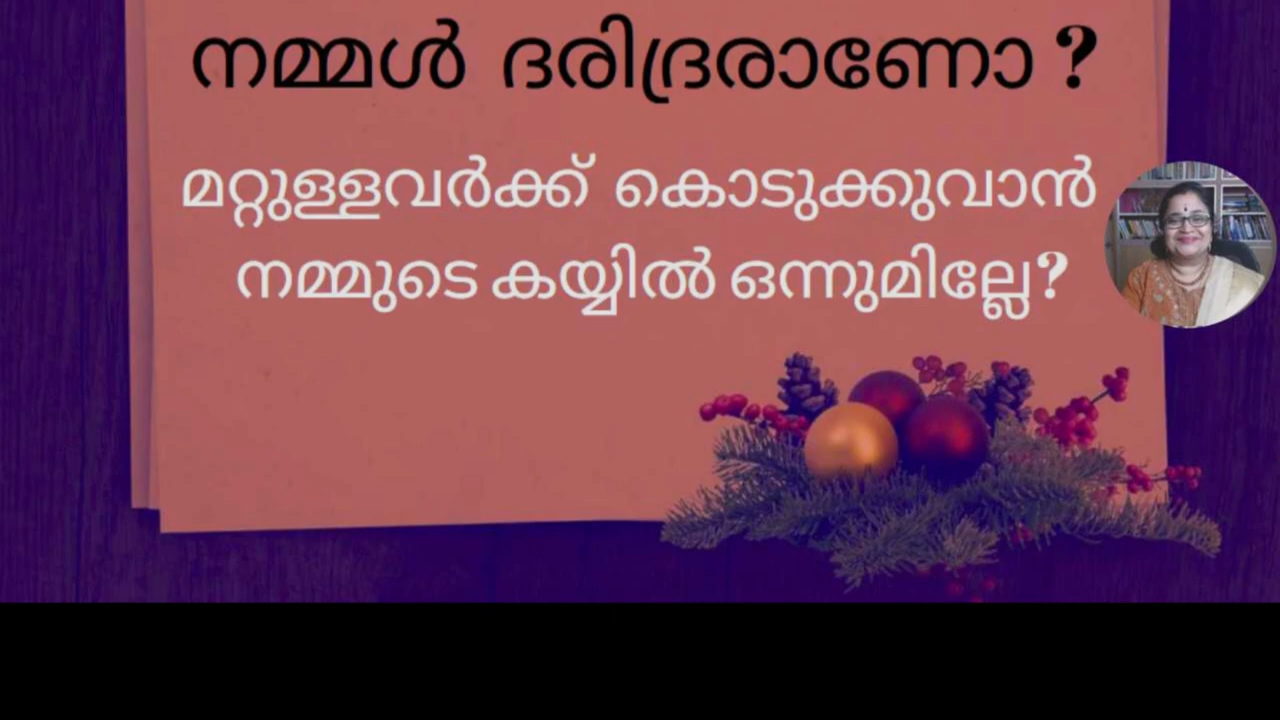 നമ്മൾ ദരിദ്രരാണോ ?
മറ്റുള്ളവർക്ക് കൊടുക്കുവാൻ
നമ്മുടെ കയ്യിൽ ഒന്നുമില്ലേ?